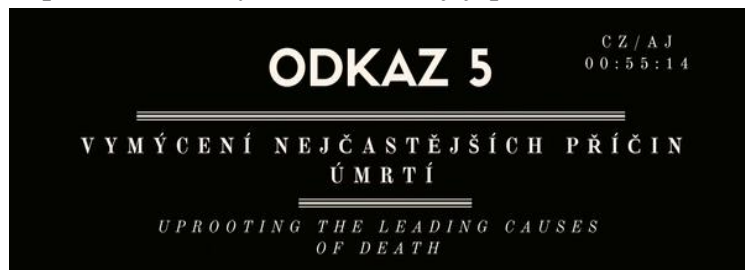 ODKAZ 5
CZ/AJ
00:55:14
VYMÝCENÍ NEJČASTĚJŠÍCH PŘÍČIN
ÚMRTÍ
UPROOTING THE LEADING CAUSES
OF DEATH